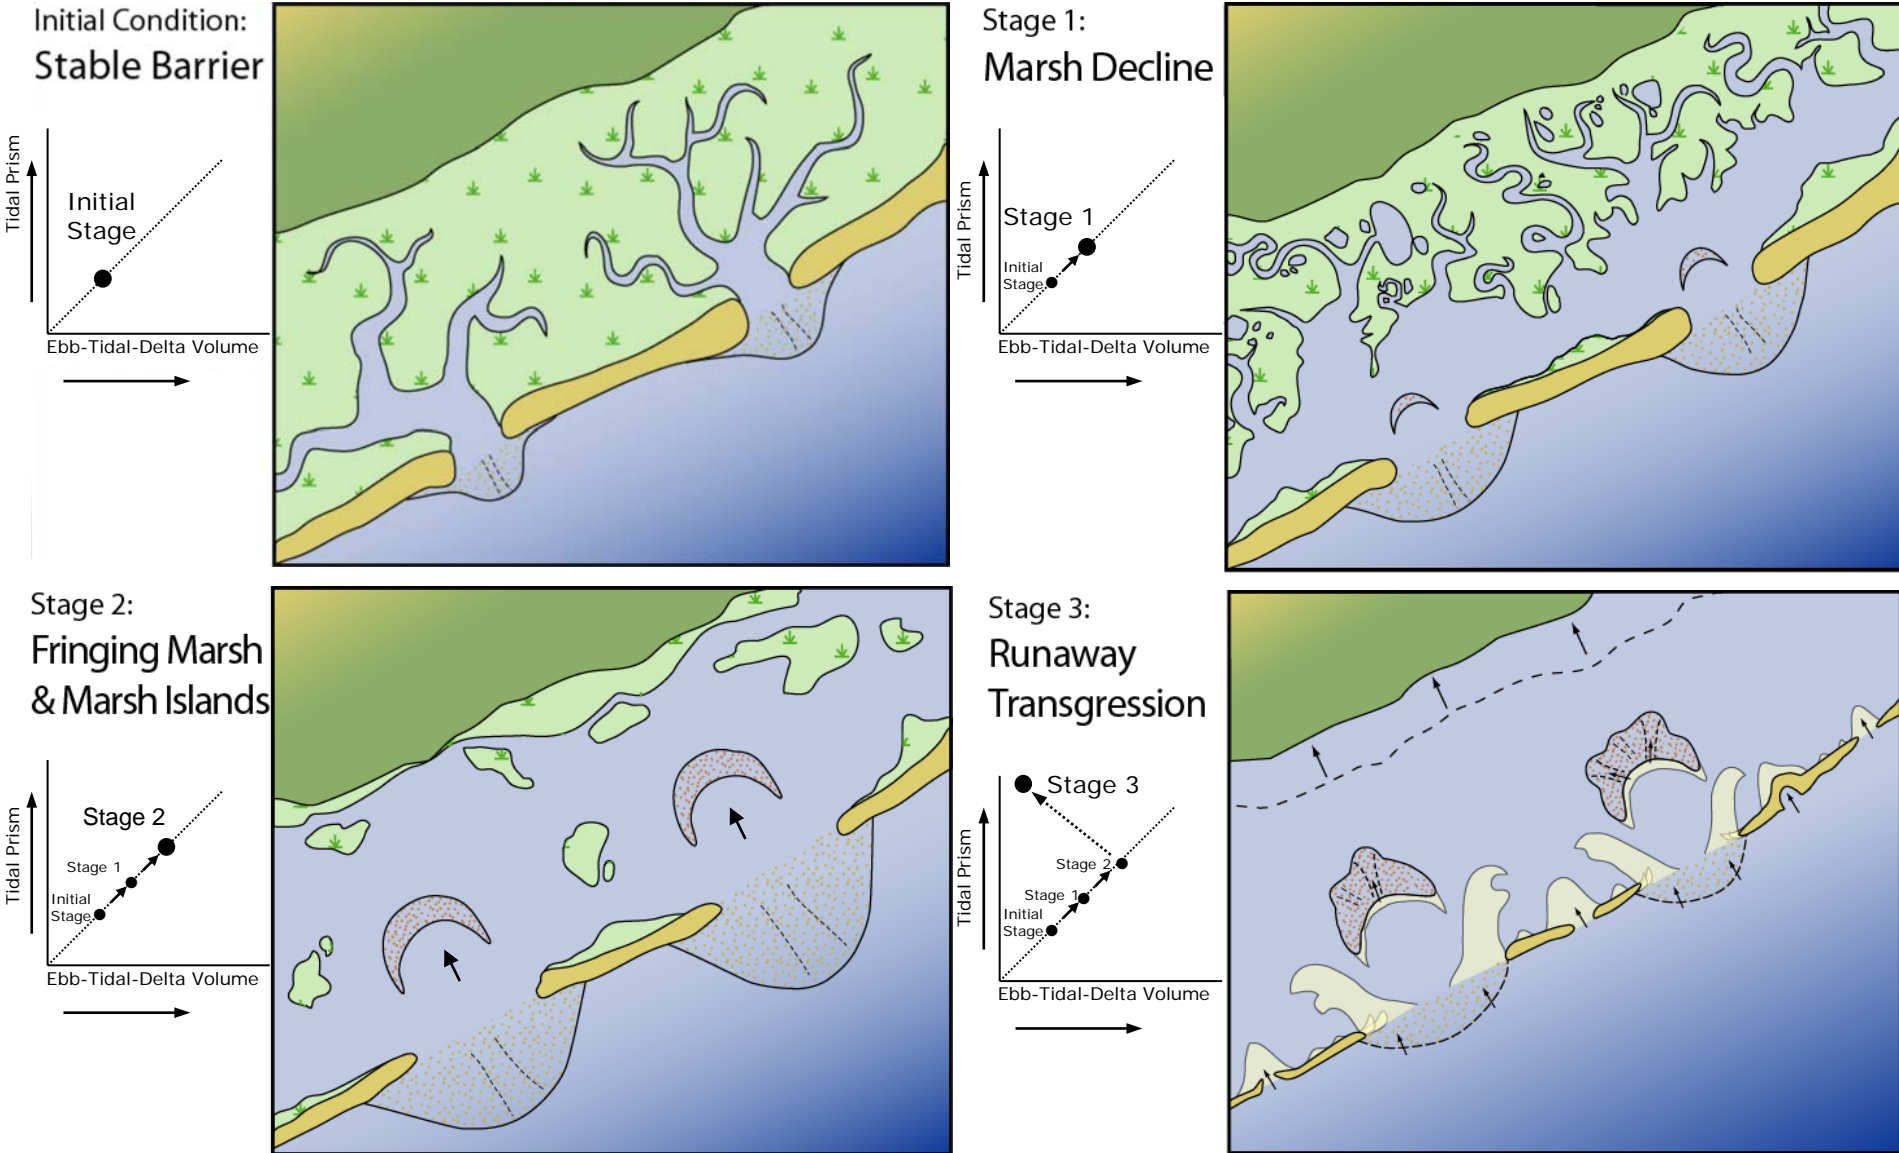 Initial Condition:
Stable Barrier
Tidal Prism
Initial
Stage
Ebb-Tidal-Delta Volume
Stage 1:
Marsh Decline
Tidal Prism
Stage 1
Initial
Stage
Ebb-Tidal-Delta Volume
Stage 2:
Fringing Marsh
& Marsh Islands
Tidal Prism
Stage 2
Stage 1
Initial
Stage
Ebb-Tidal-Delta Volume
Stage 3:
Runaway
Transgression
Tidal Prism
Stage 3
Stage 2
Stage 1
Initial
Stage
Ebb-Tidal-Delta Volume